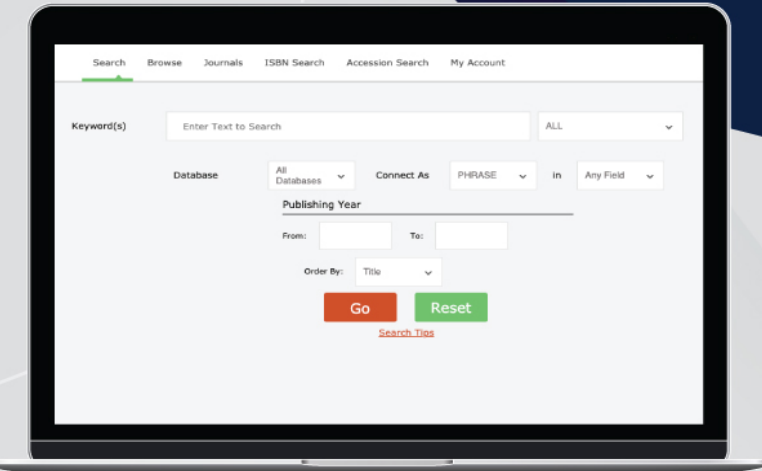 Search Browse Journals ISBN Search Accession Search My Account
Keyword(s) Enter Text to Search ALL
Database All Databases Connect As PHRASE in Any Field
Publishing Year
From: To:
Order By: Title
Go Reset
Search Tips